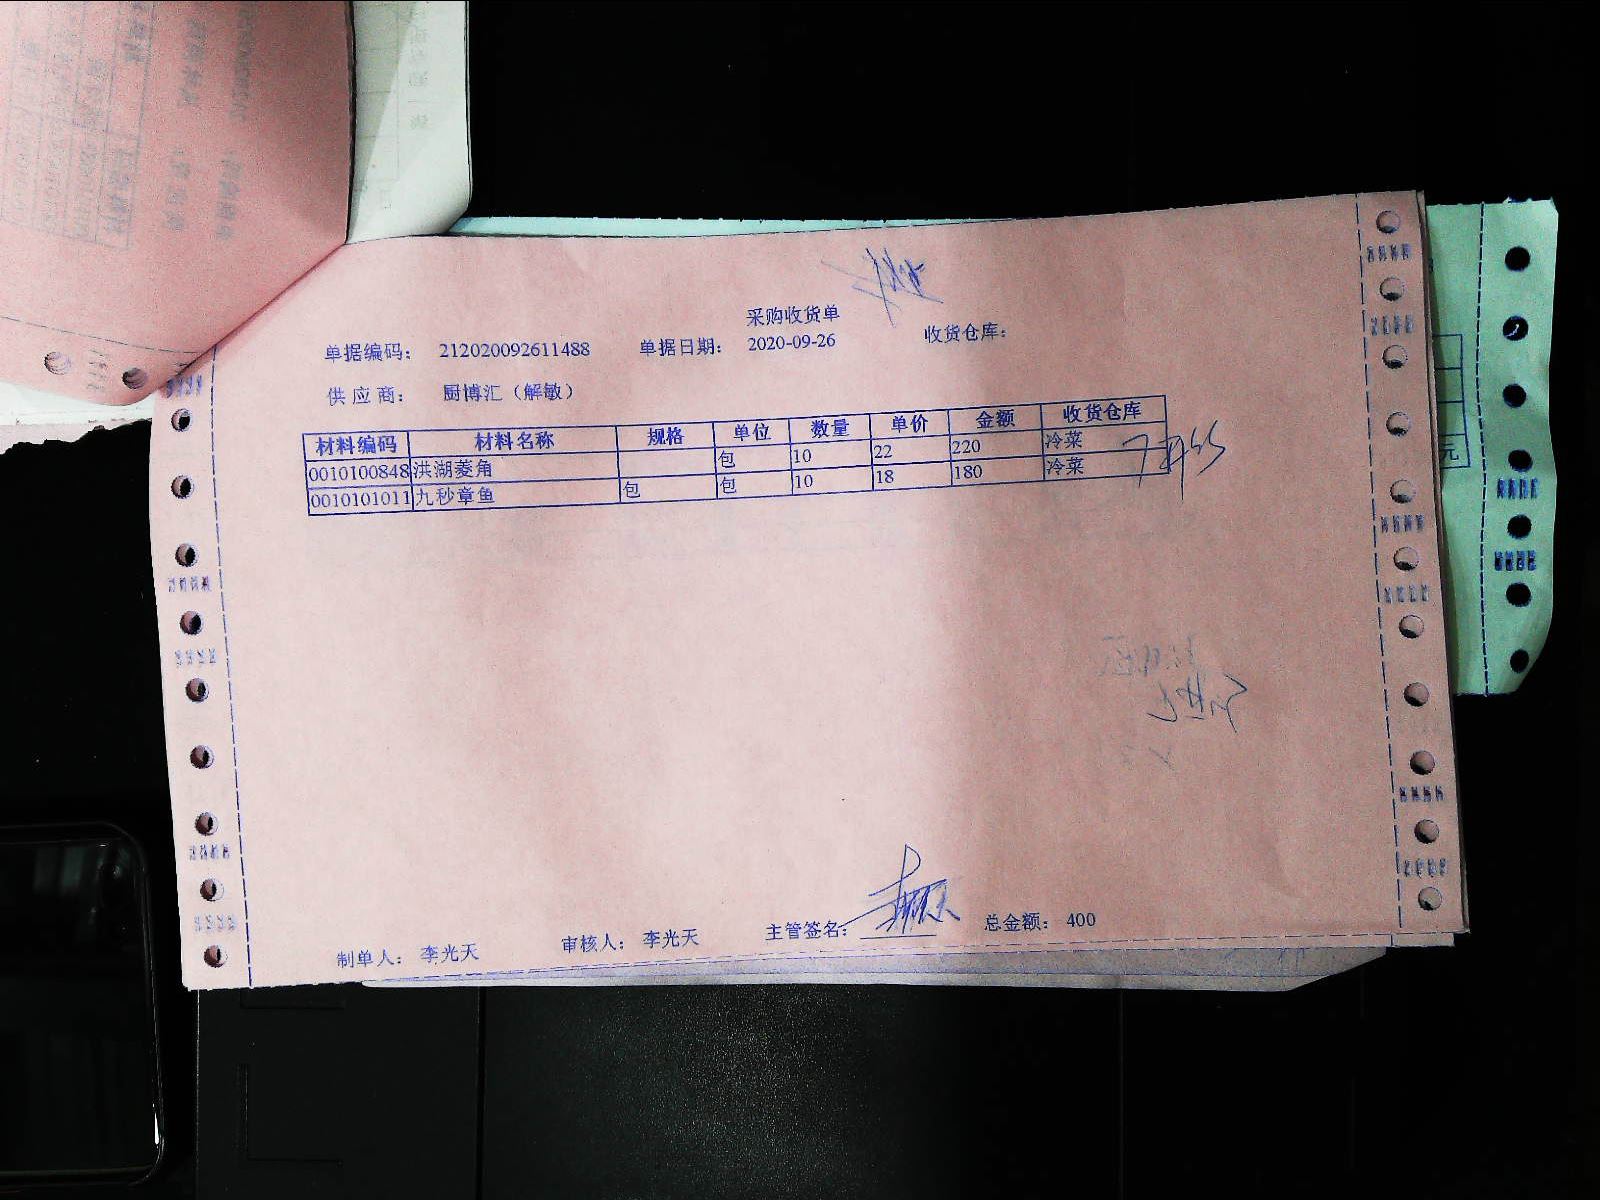 采购收货单
单据编码： 212020092611488 单据日期： 2020-09-26 收货仓库：
供应商： 厨博汇（解敏）
材料编码 材料名称 规格 单位 数量 单价 金额 收货仓库
0010100848 洪湖菱角 包 10 22 220 冷菜
0010101011 九秒章鱼 包 包 10 18 180 冷菜
制单人： 李光天 审核人： 李光天 主管签名： 总金额： 400
元